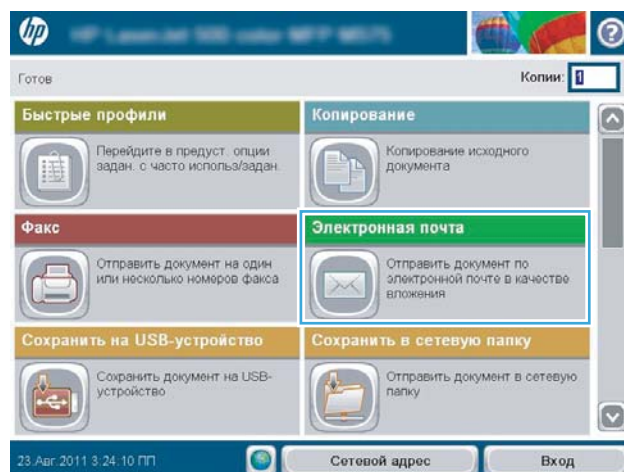 hp
?
Готов
Копии: 1
Быстрые профили
Перейдите в предуст. опции
задан. с часто использ/задан.
Копирование
Копирование исходного
документа
Факс
Отправить документ на один
или несколько номеров факса
Электронная почта
Отправить документ по
электронной почте в качестве
вложения
Сохранить на USB-устройство
Сохранить документ на USB-
устройство
Сохранить в сетевую папку
Отправить документ в сетевую
папку
23.Авг.2011 3:24:10 ПП
Сетевой адрес
Вход